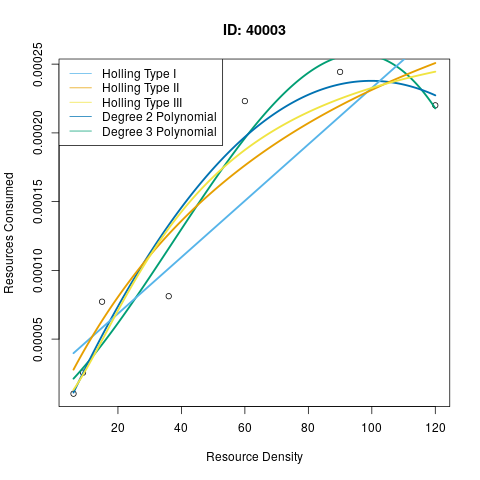 ID: 40003
Holling Type I
Holling Type II
Holling Type III
Degree 2 Polynomial
Degree 3 Polynomial
Resources Consumed
0.00025
0.00020
0.00015
0.00010
0.00005
20 40 60 80 100 120
Resource Density